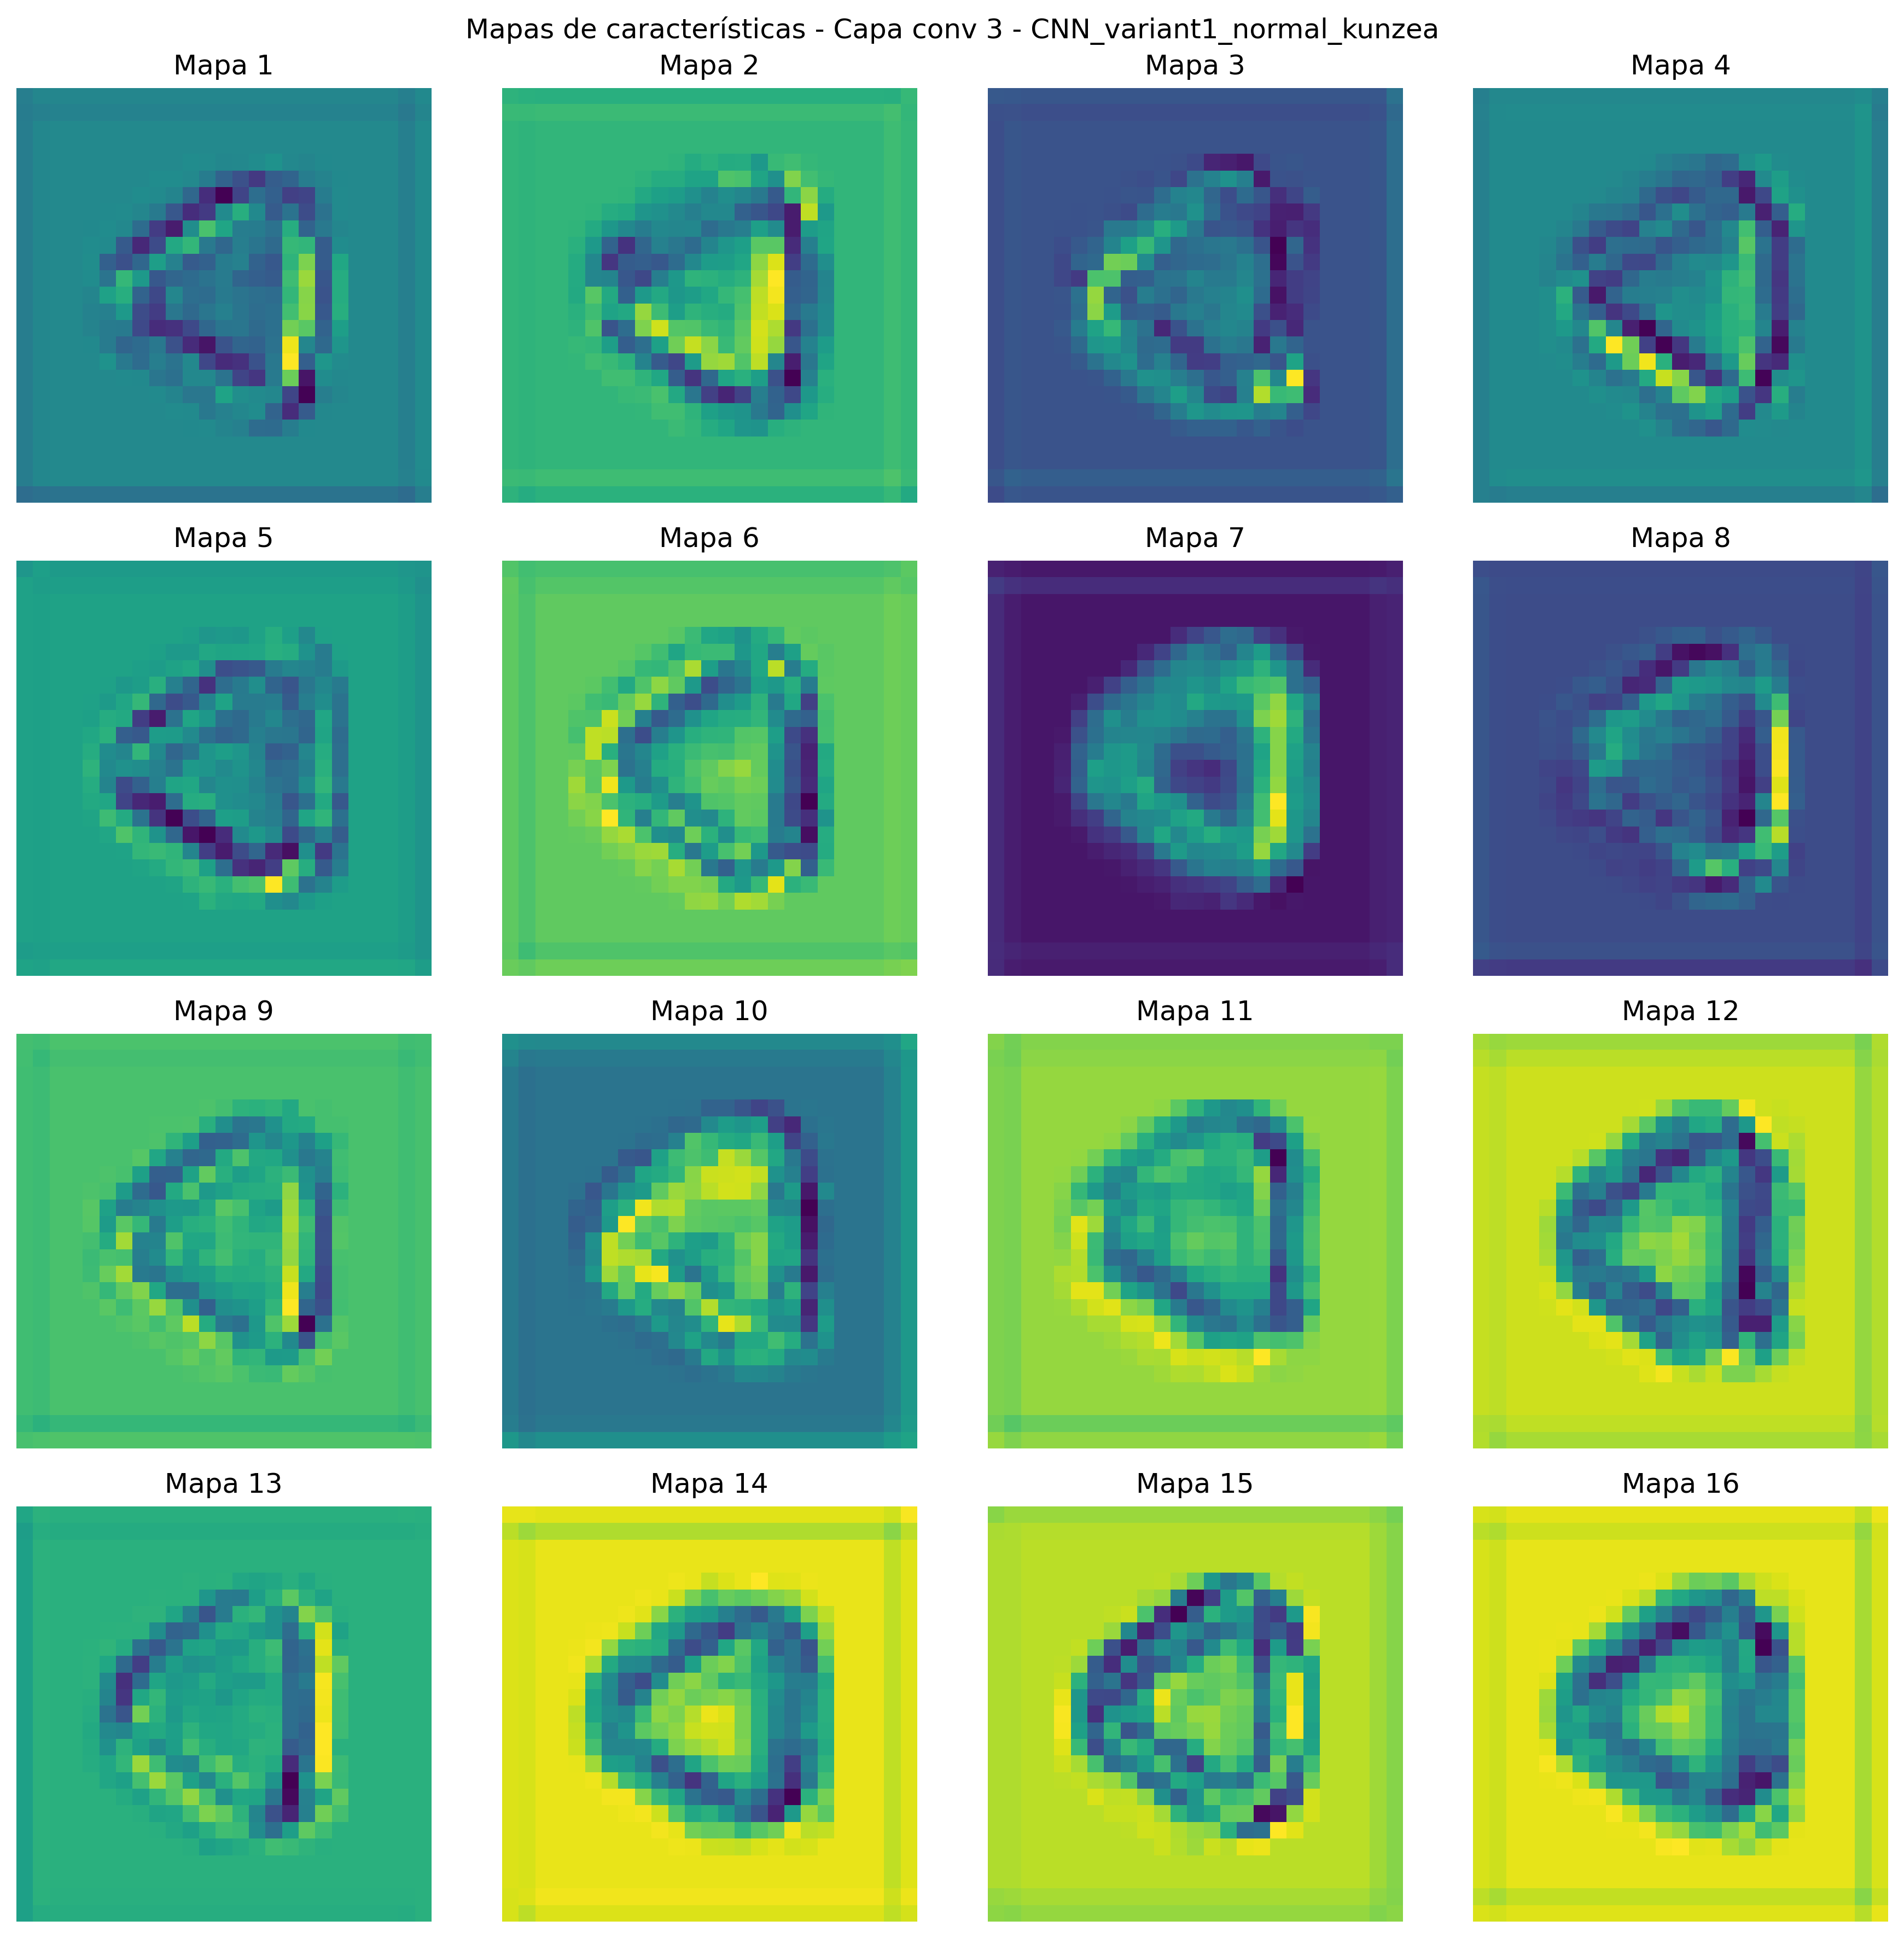 Mapas de características - Capa conv 3 - CNN_variant1_normal_kunzea
Mapa 1
Mapa 2
Mapa 3
Mapa 4
Mapa 5
Mapa 6
Mapa 7
Mapa 8
Mapa 9
Mapa 10
Mapa 11
Mapa 12
Mapa 13
Mapa 14
Mapa 15
Mapa 16